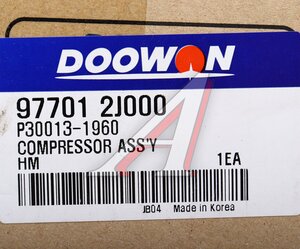 DOOWON
97701 2J000
P30013-1960
COMPRESSOR ASS'Y
HM
1EA
JB04 Made in Korea